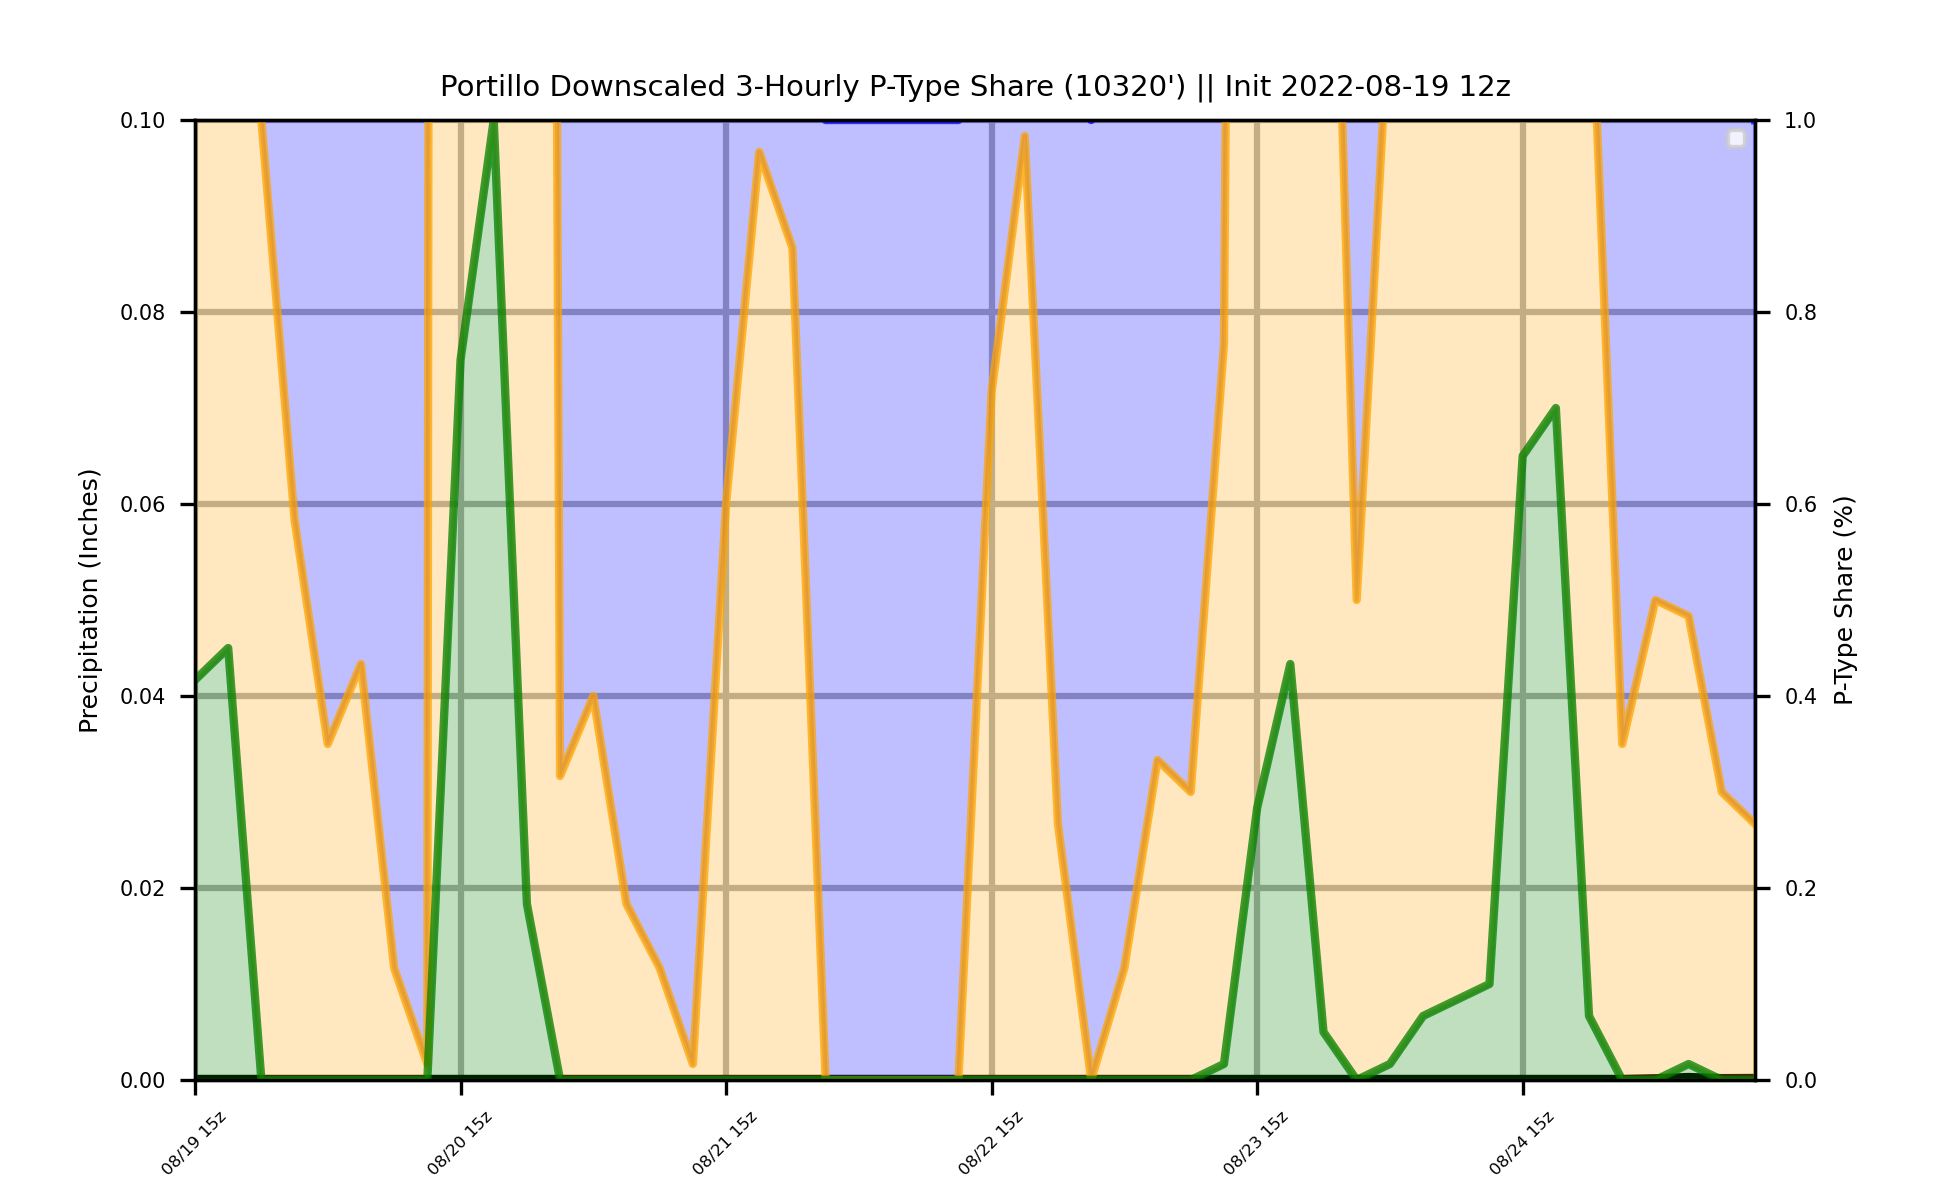 Portillo Downscaled 3-Hourly P-Type Share (10320') || Init 2022-08-19 12z
0.10
0.08
0.06
0.04
0.02
0.00
Precipitation (Inches)
1.0
0.8
0.6
0.4
0.2
0.0
P-Type Share (%)
08/19 15z
08/20 15z
08/21 15z
08/22 15z
08/23 15z
08/24 15z